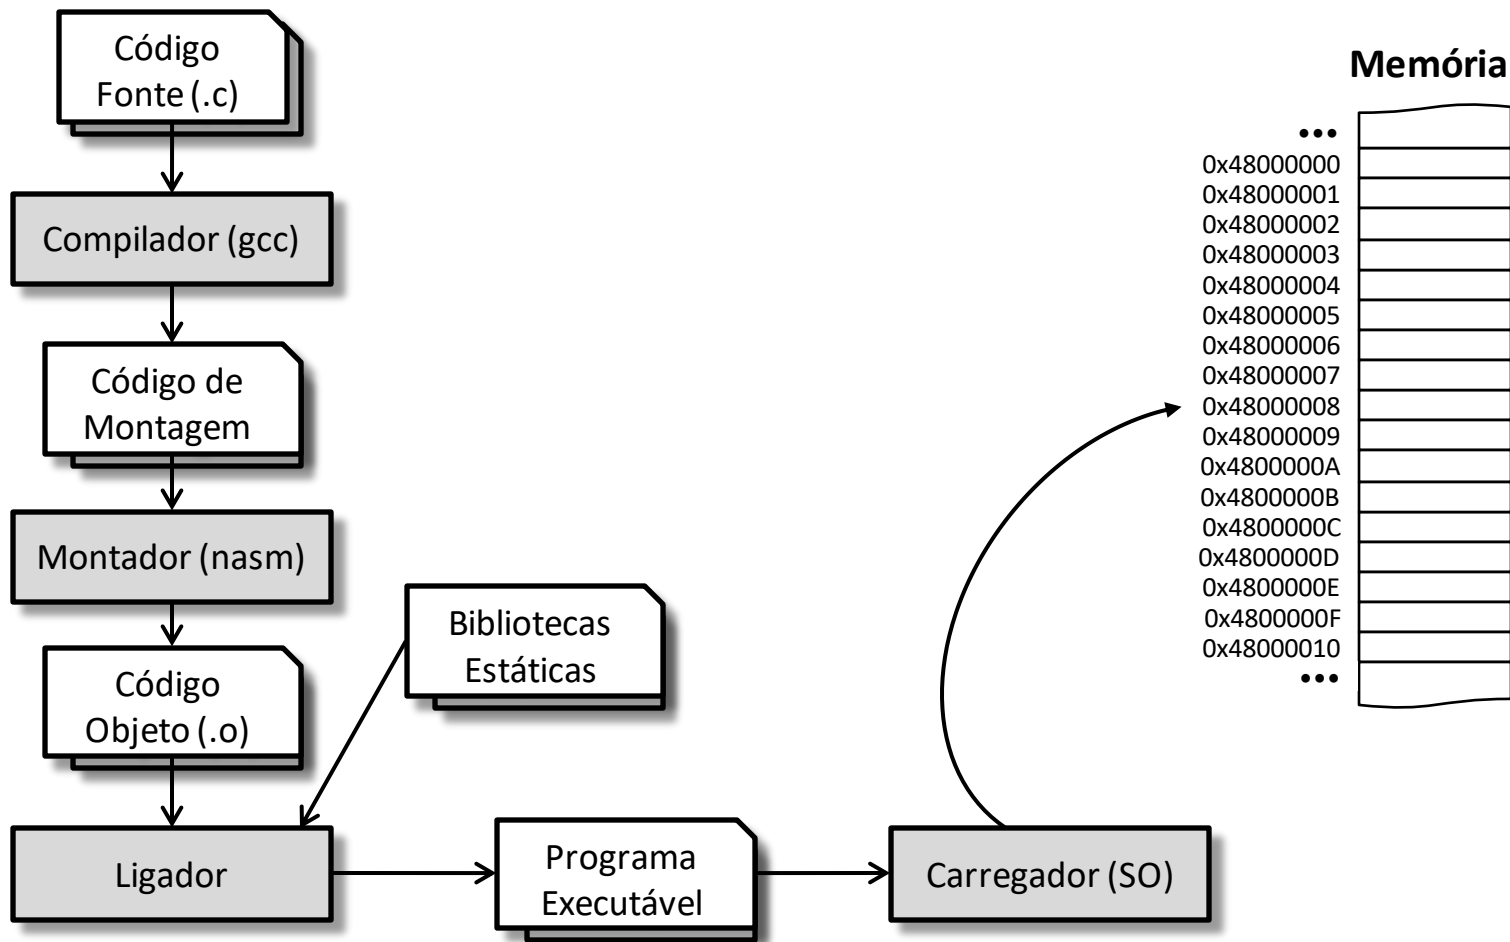 Código
Fonte (.c)
Compilador (gcc)
Código de
Montagem
Montador (nasm)
Código
Objeto (.o)
Bibliotecas
Estáticas
Ligador
Programa
Executável
Carregador (SO)
Memória
...
0x48000000
0x48000001
0x48000002
0x48000003
0x48000004
0x48000005
0x48000006
0x48000007
0x48000008
0x48000009
0x4800000A
0x4800000B
0x4800000C
0x4800000D
0x4800000E
0x4800000F
0x48000010
...